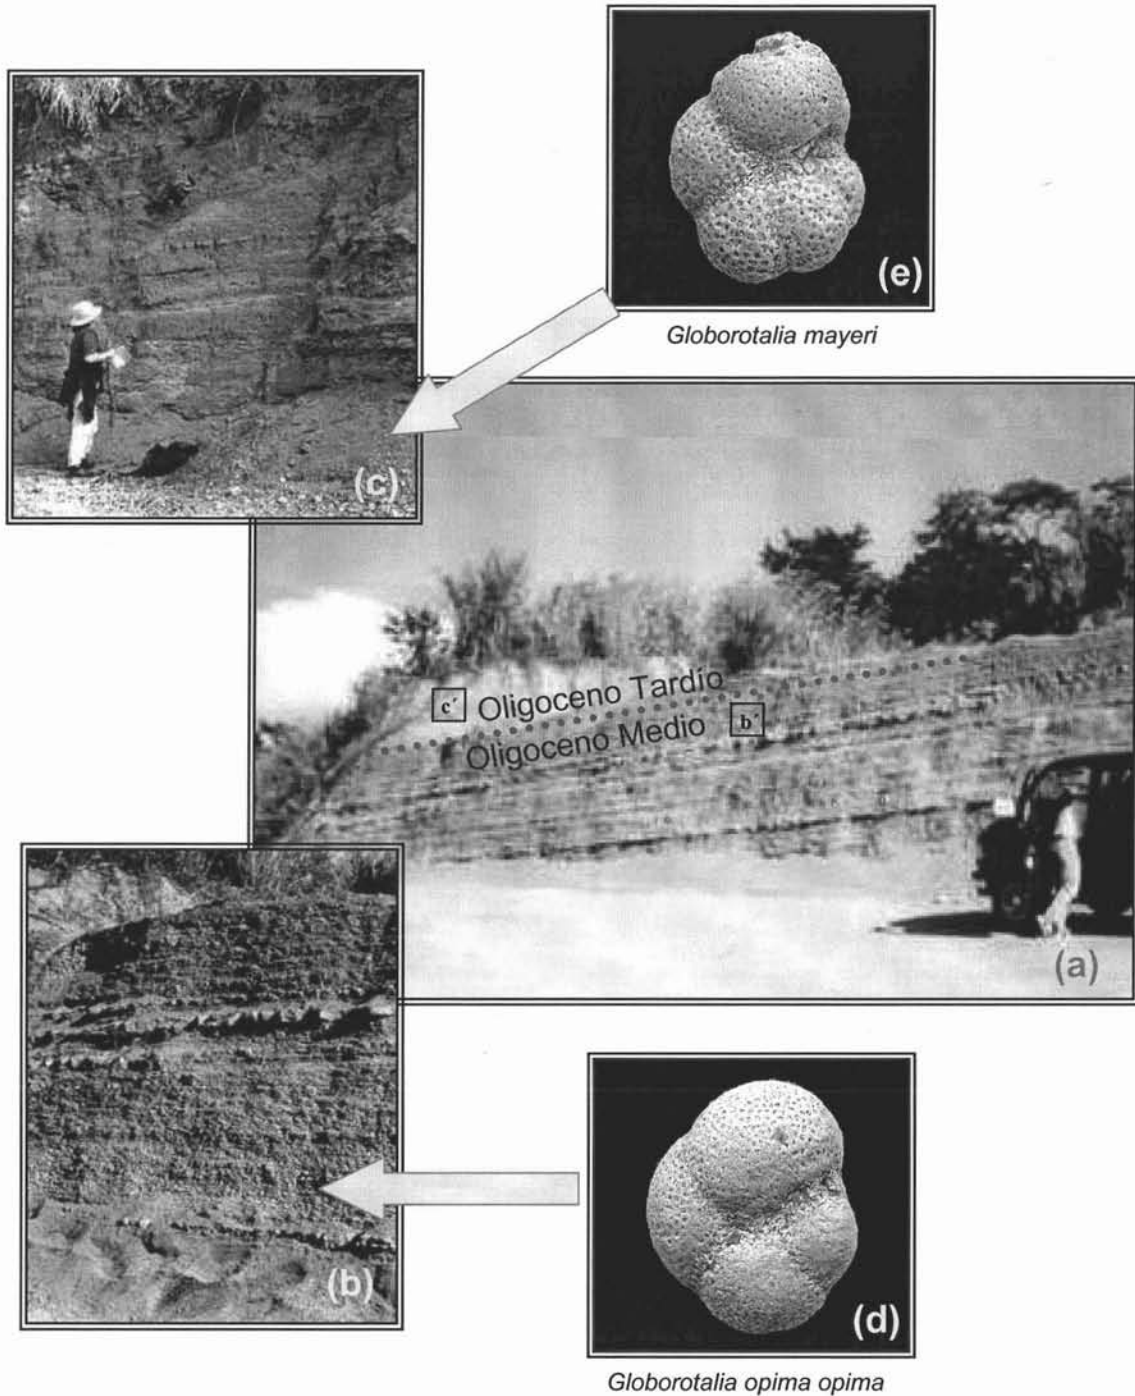 (e)
Globorotalia mayeri
(c)
c´ Oligoceno Tardío
Oligoceno Medio b´
(a)
(b)
(d)
Globorotalia opima opima